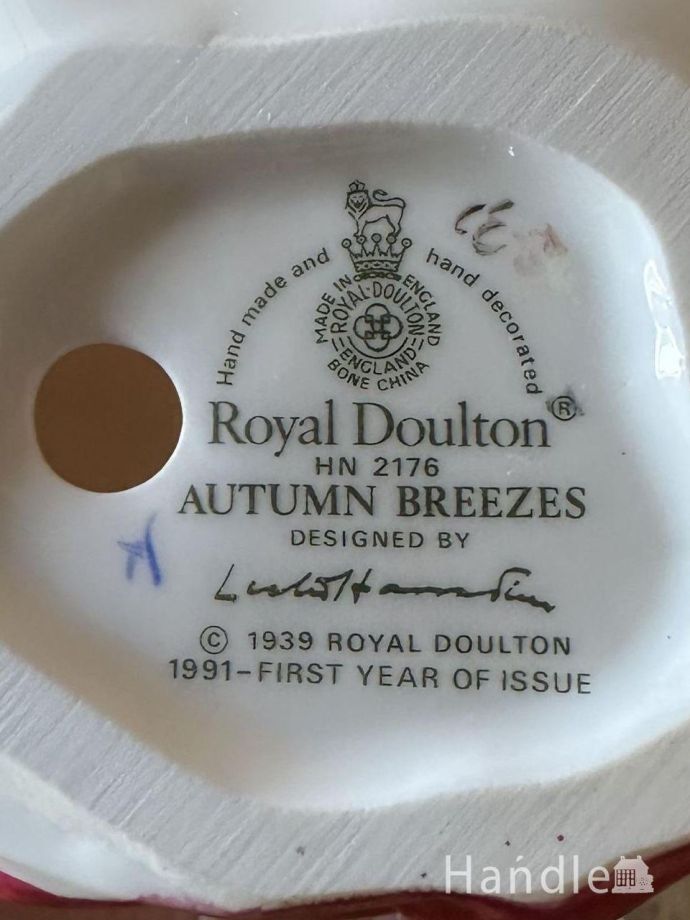 Hand made and hand decorated
MADE IN ENGLAND
ROYAL·DOULTON
ENGLAND
BONE CHINA
Royal Doulton®
HN 2176
AUTUMN BREEZES
DESIGNED BY
© 1939 ROYAL DOULTON
1991–FIRST YEAR OF ISSUE
Handle